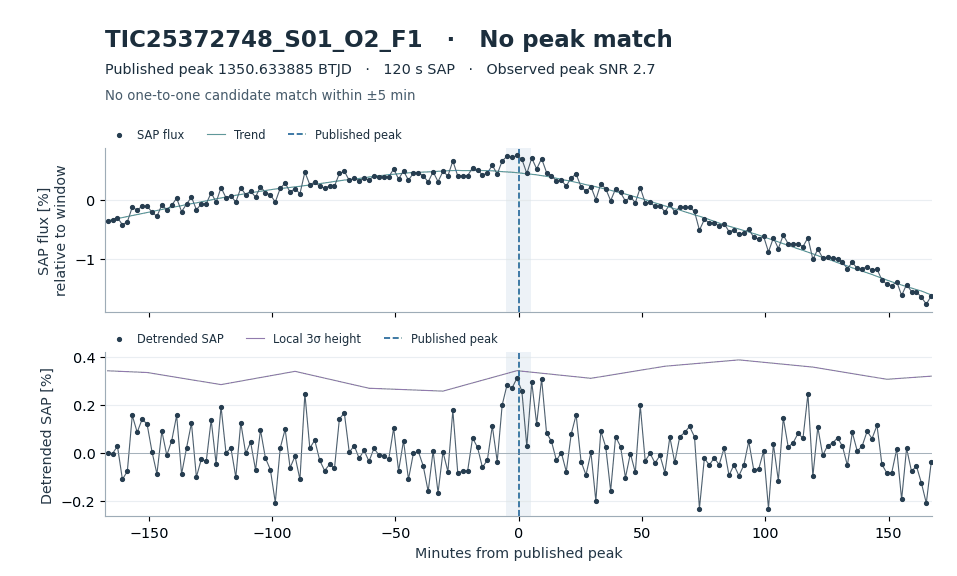 TIC25372748_S01_O2_F1 · No peak match
Published peak 1350.633885 BTJD · 120 s SAP · Observed peak SNR 2.7
No one-to-one candidate match within ±5 min
SAP flux Trend Published peak
SAP flux [%]
relative to window
0
−1
Detrended SAP Local 3σ height Published peak
Detrended SAP [%]
0.4
0.2
0.0
−0.2
−150 −100 −50 0 50 100 150
Minutes from published peak